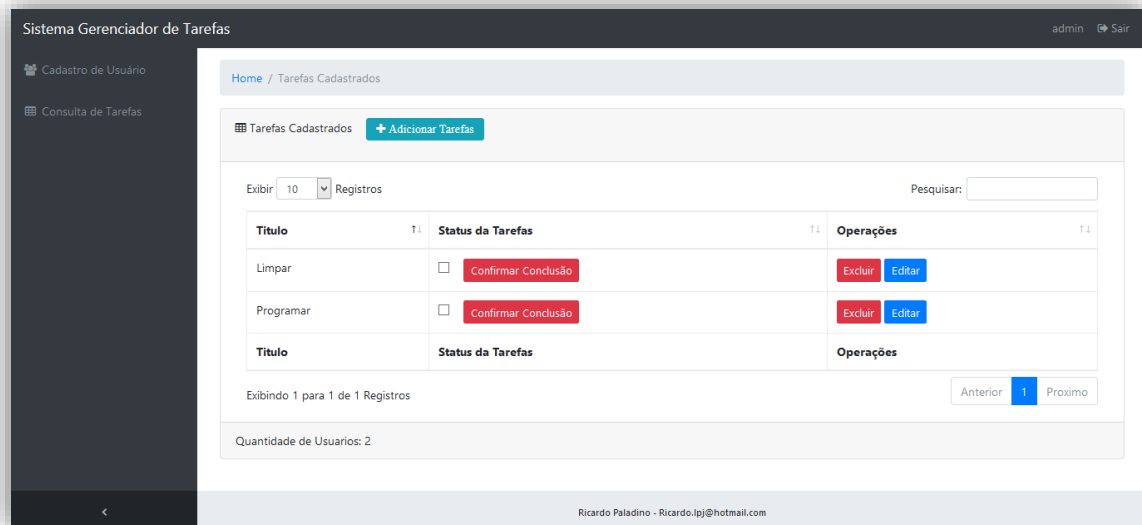 Sistema Gerenciador de Tarefas
admin Sair
Cadastro de Usuário
Consulta de Tarefas
Home / Tarefas Cadastrados
Tarefas Cadastrados + Adicionar Tarefas
Exibir 10 Registros Pesquisar:
Titulo Status da Tarefas Operações
Limpar Confirmar Conclusão Excluir Editar
Programar Confirmar Conclusão Excluir Editar
Titulo Status da Tarefas Operações
Exibindo 1 para 1 de 1 Registros Anterior 1 Proximo
Quantidade de Usuarios: 2
Ricardo Paladino - Ricardo.lpj@hotmail.com